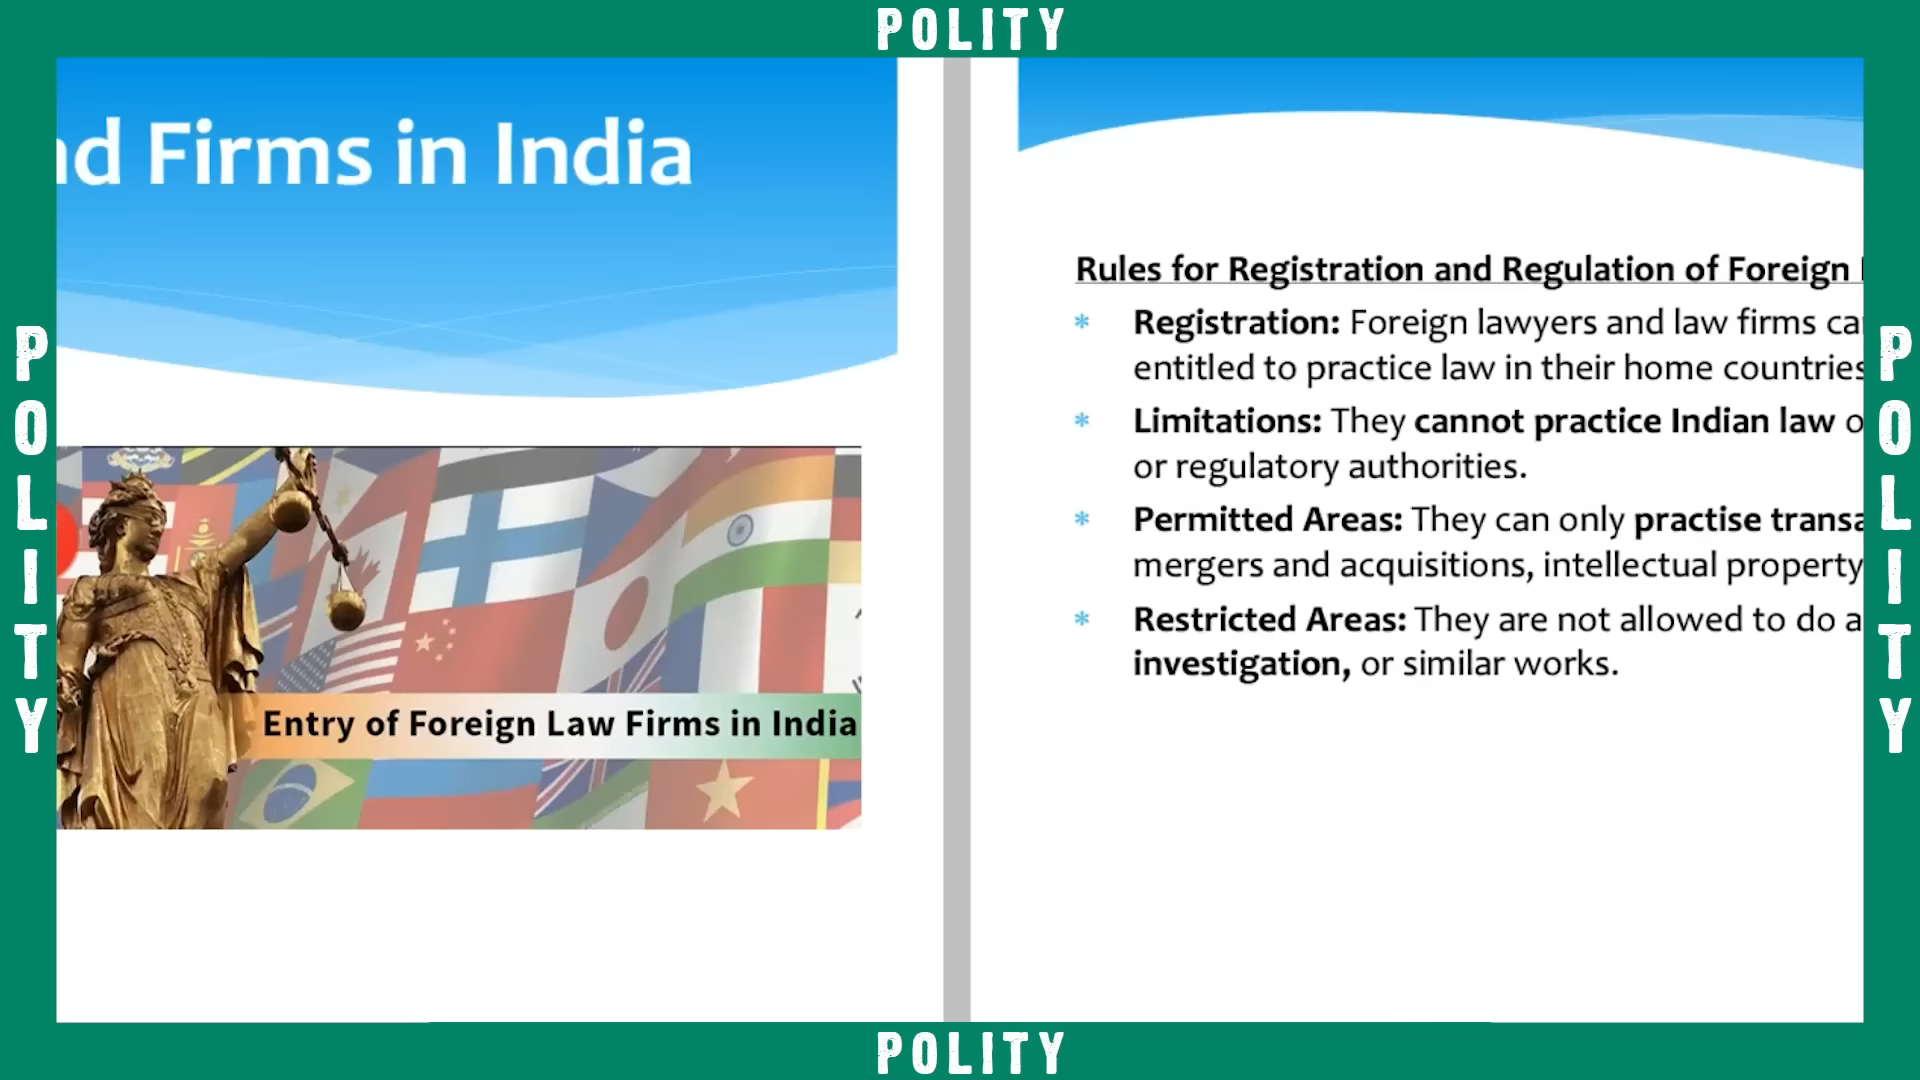 POLITY
Firms in India
Entry of Foreign Law Firms in India
Rules for Registration and Regulation of Foreign
* Registration: Foreign lawyers and law firms
entitled to practice law in their home countries
* Limitations: They cannot practice Indian law
or regulatory authorities.
* Permitted Areas: They can only practise
mergers and acquisitions, intellectual property
* Restricted Areas: They are not allowed to do
investigation, or similar works.
POLITY
POLITY
POLITY